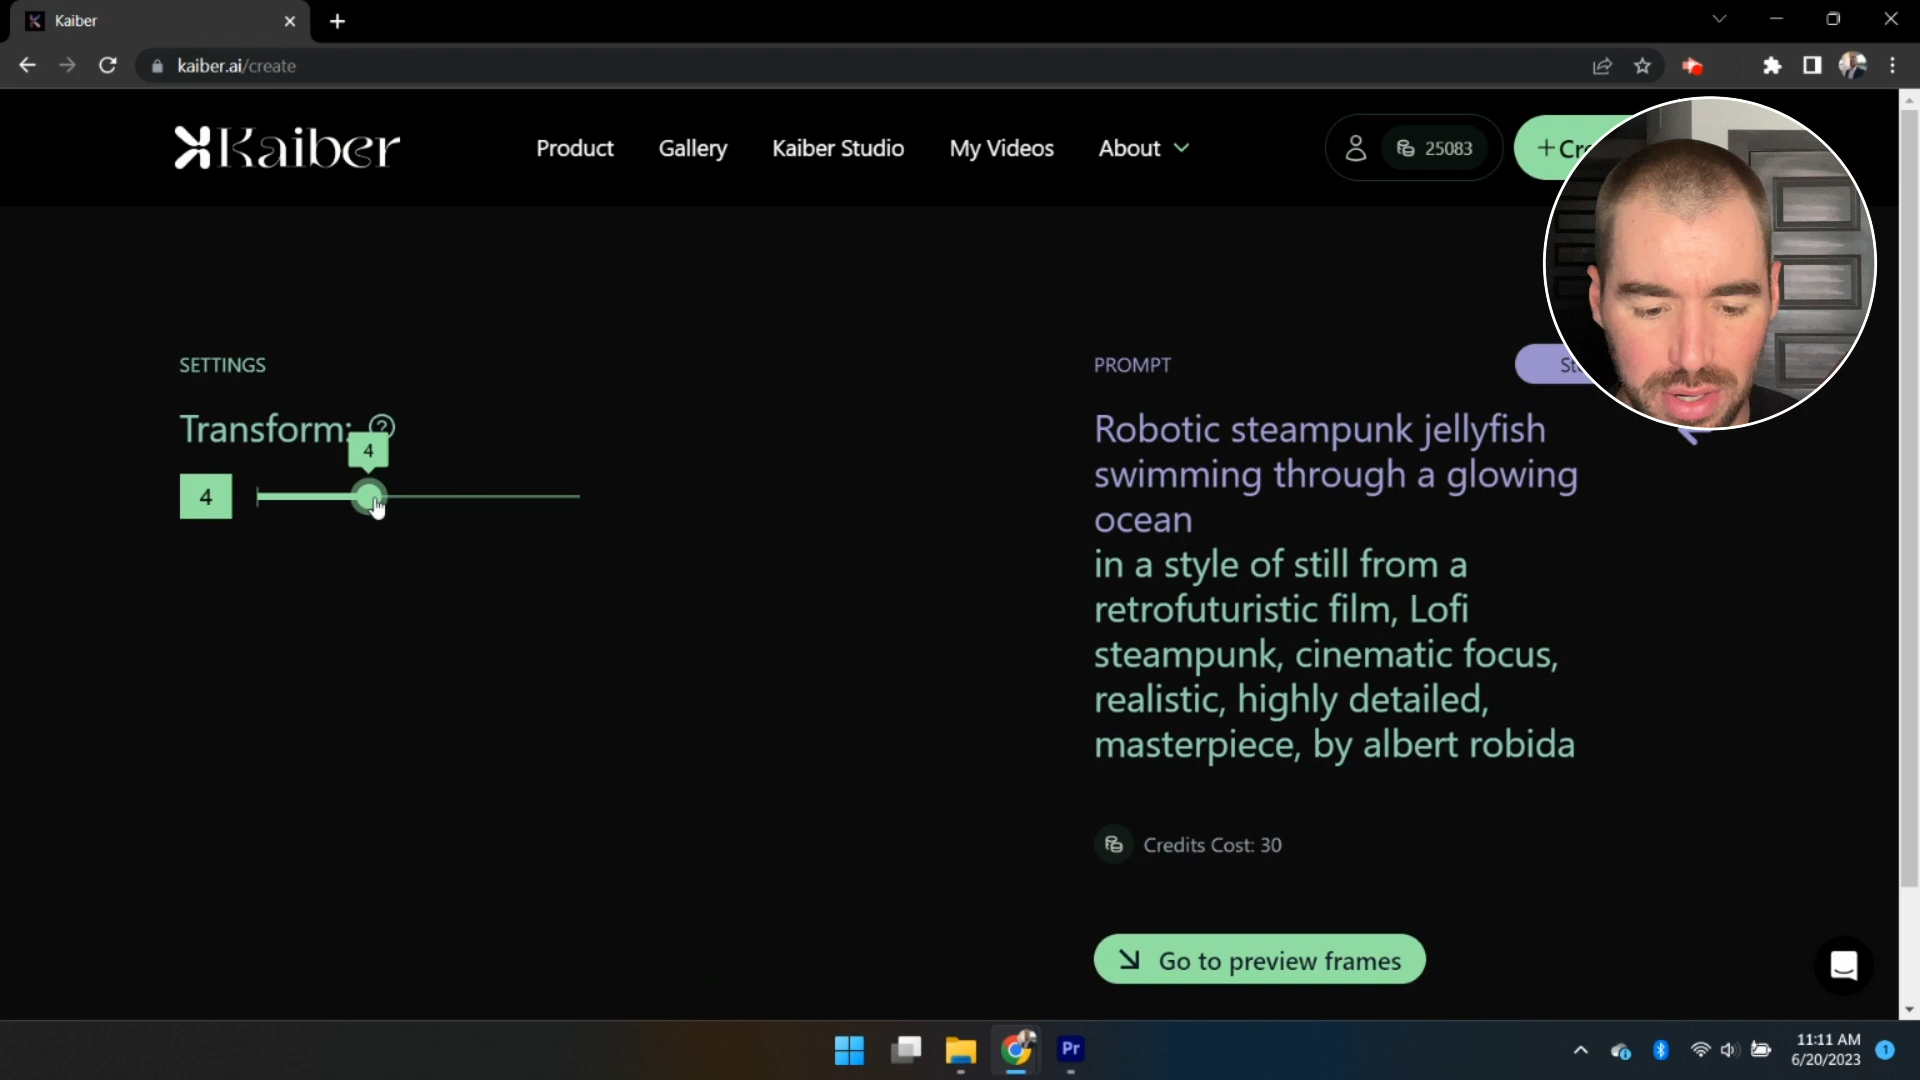 Kaiber
kaiber.ai/create
Kaiber
Product
Gallery
Kaiber Studio
My Videos
About
25083
SETTINGS
Transform:
4
4
PROMPT
Robotic steampunk jellyfish
swimming through a glowing
ocean
in a style of still from a
retrofuturistic film, Lofi
steampunk, cinematic focus,
realistic, highly detailed,
masterpiece, by albert robida
Credits Cost: 30
Go to preview frames
Pr
11:11 AM
6/20/2023
1